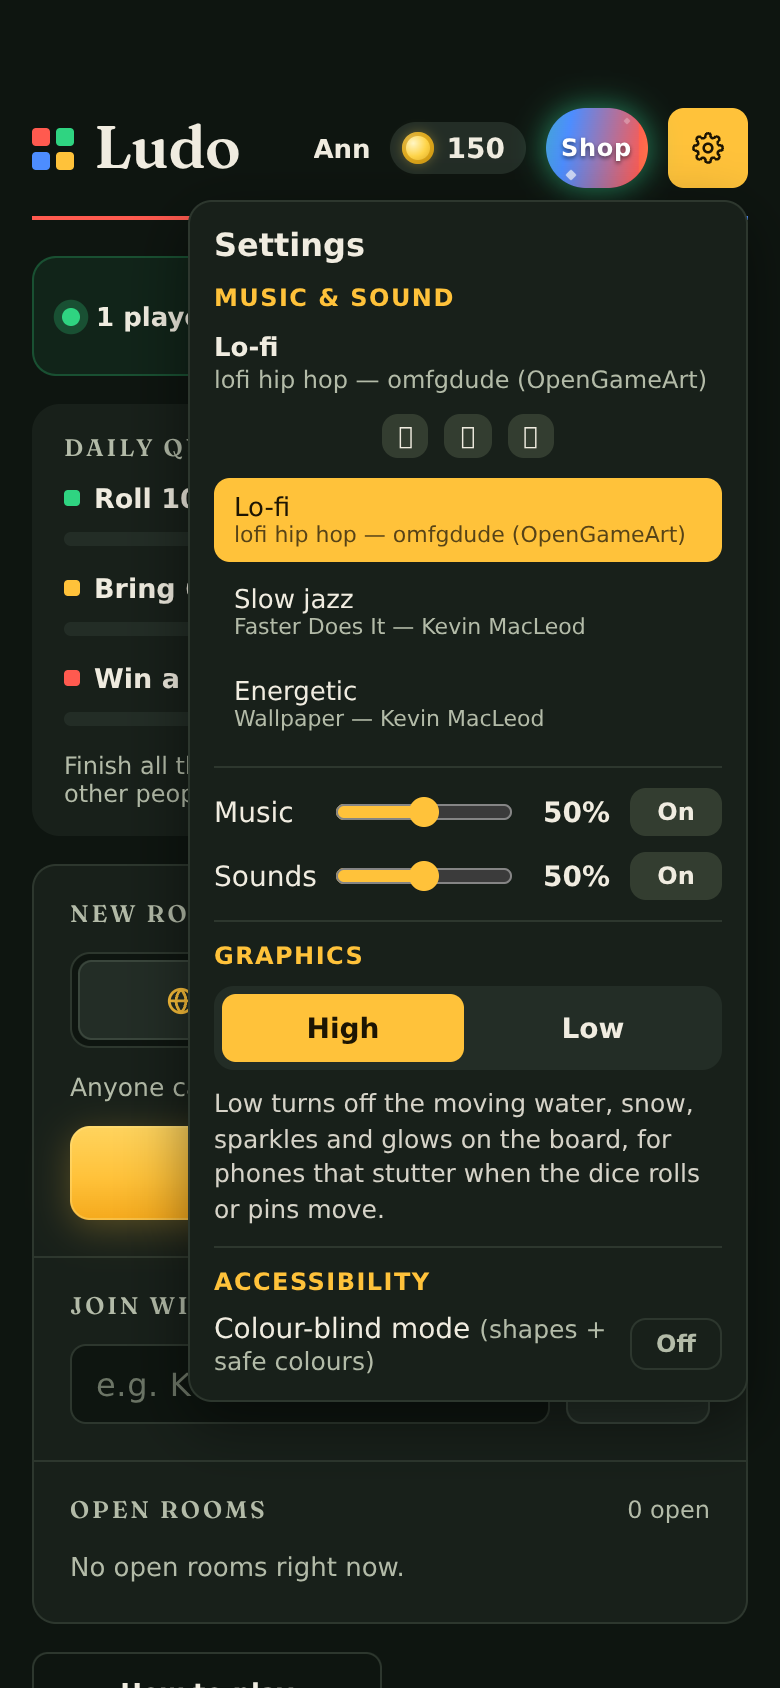 Ludo
Ann
150
Shop
Settings
MUSIC & SOUND
Lo-fi
lofi hip hop — omfgdude (OpenGameArt)
Lo-fi
lofi hip hop — omfgdude (OpenGameArt)
Slow jazz
Faster Does It — Kevin MacLeod
Energetic
Wallpaper — Kevin MacLeod
Music 50% On
Sounds 50% On
GRAPHICS
High Low
Low turns off the moving water, snow,
sparkles and glows on the board, for
phones that stutter when the dice rolls
or pins move.
ACCESSIBILITY
Colour-blind mode (shapes +
safe colours)
Off
1
DAILY
Roll 10
Bring
Win a
Finish all
other
NEW
Anyone
JOIN
e.g. K
OPEN ROOMS
0 open
No open rooms right now.
How to play